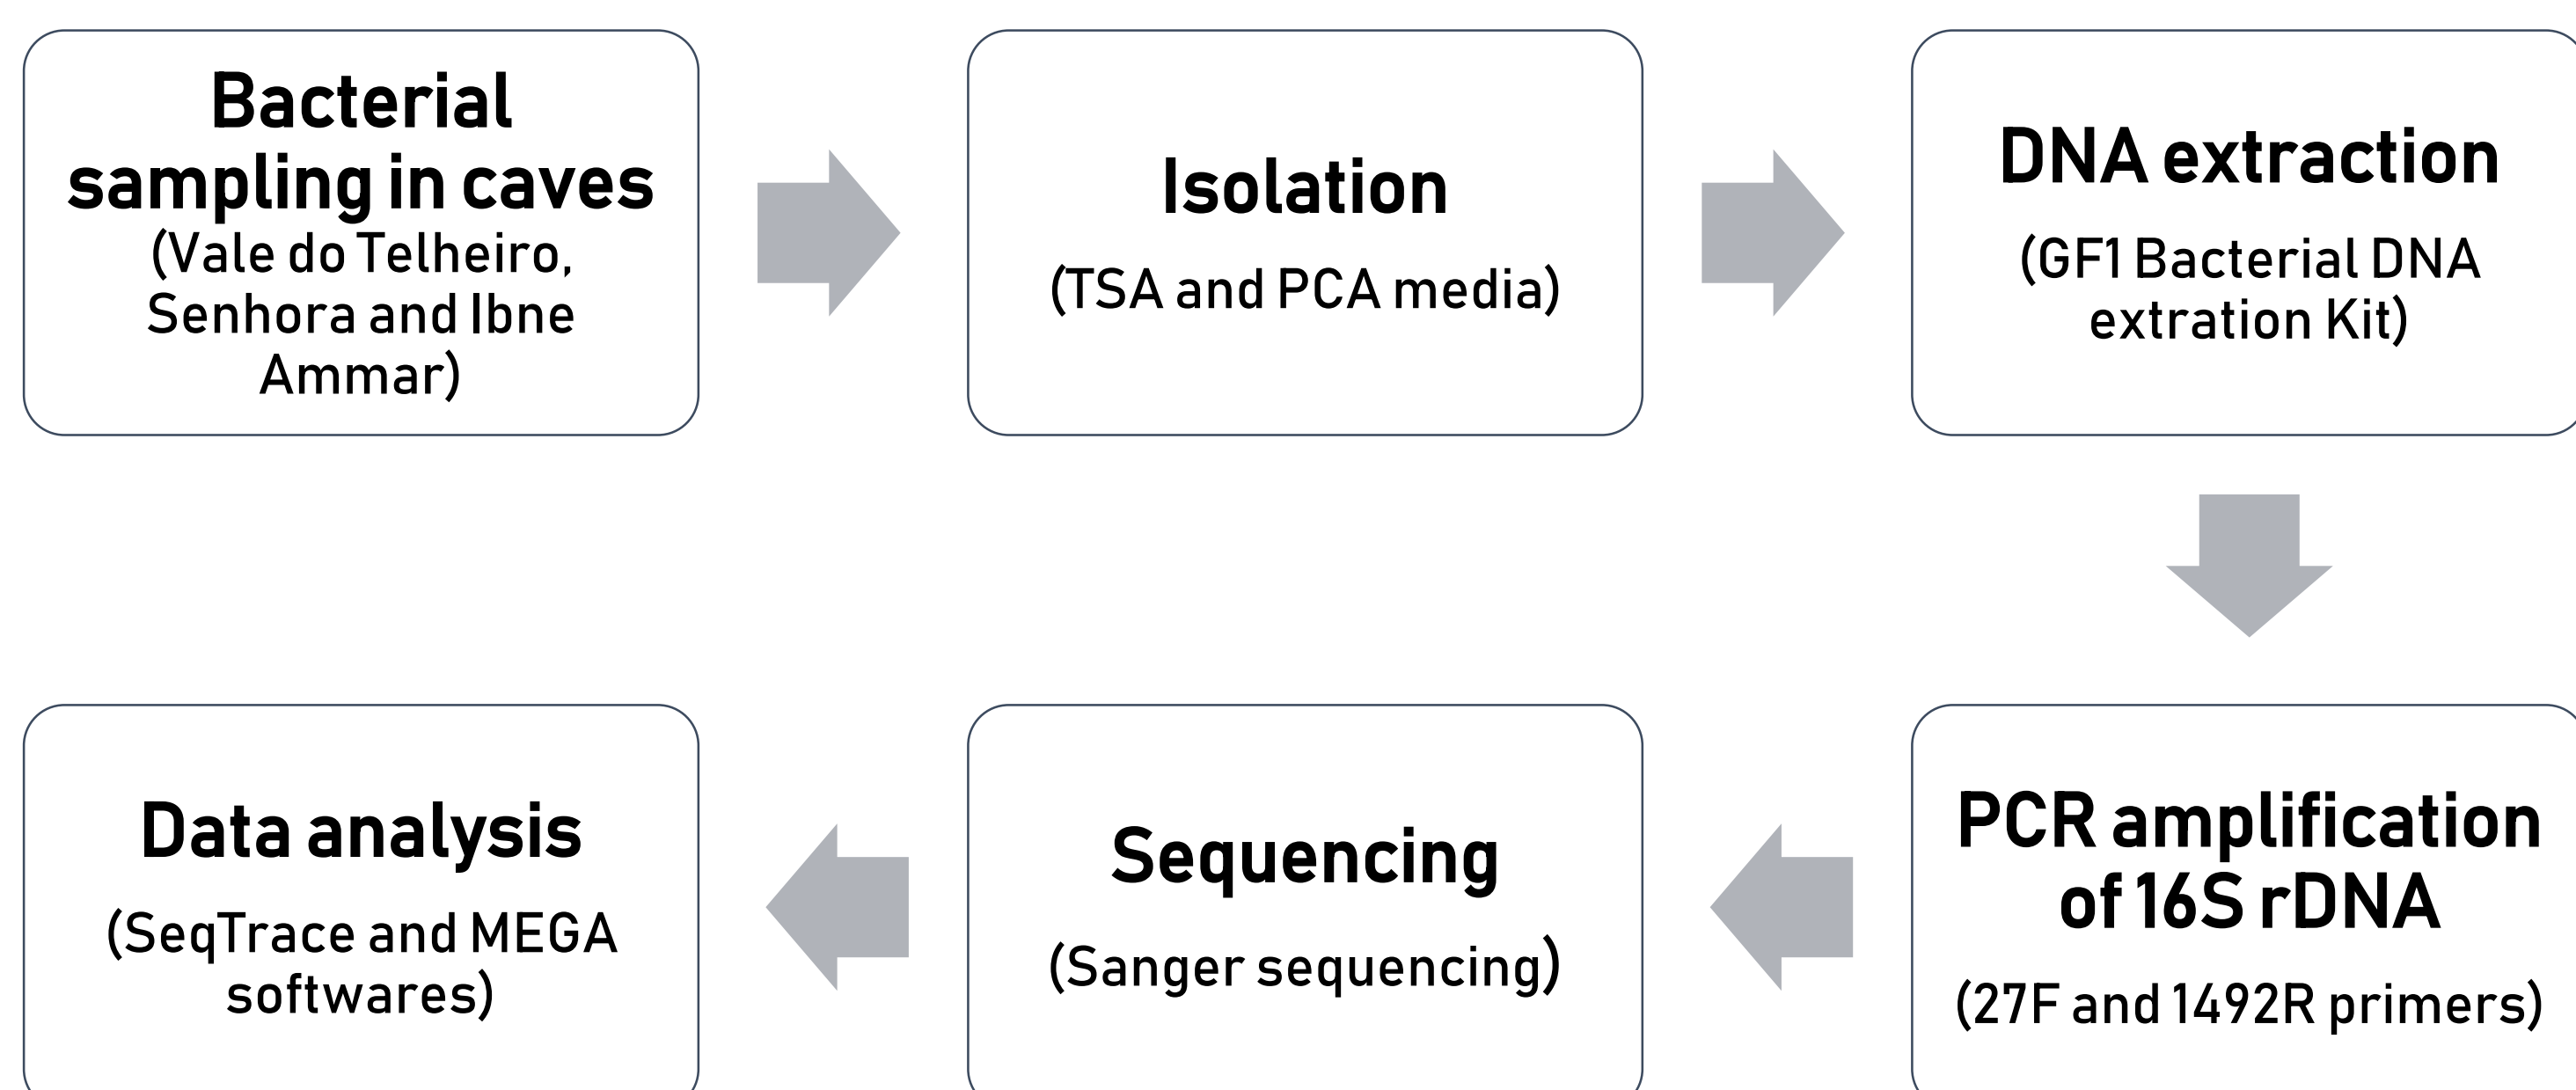 Bacterial
sampling in caves
(Vale do Telheiro,
Senhora and Ibne
Ammar)
Isolation
(TSA and PCA media)
DNA extraction
(GF1 Bacterial DNA
extration Kit)
PCR amplification
of 16S rDNA
(27F and 1492R primers)
Sequencing
(Sanger sequencing)
Data analysis
(SeqTrace and MEGA
softwares)